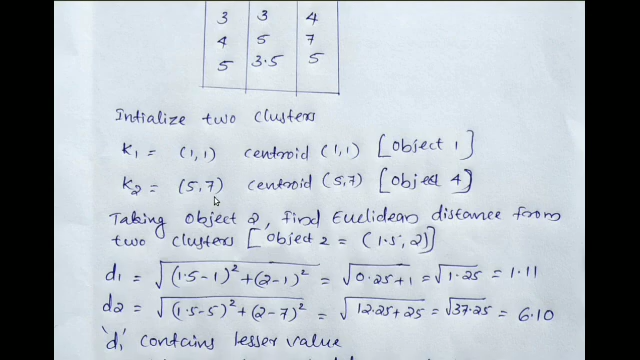 3 3 4
4 5 7
5 3.5 5
Intialize two clusters
K1 = (1,1) centroid (1,1) [Object 1]
K2 = (5,7) centroid (5,7) [Object 4]
Taking Object 2, find Euclidean distance from
two clusters [Object 2 = (1.5, 2)]
d1 = √(1.5-1)² + (2-1)² = √0.25+1 = √1.25 = 1.11
d2 = √(1.5-5)² + (2-7)² = √12.25+25 = √37.25 = 6.10
'd1' contains lesser value